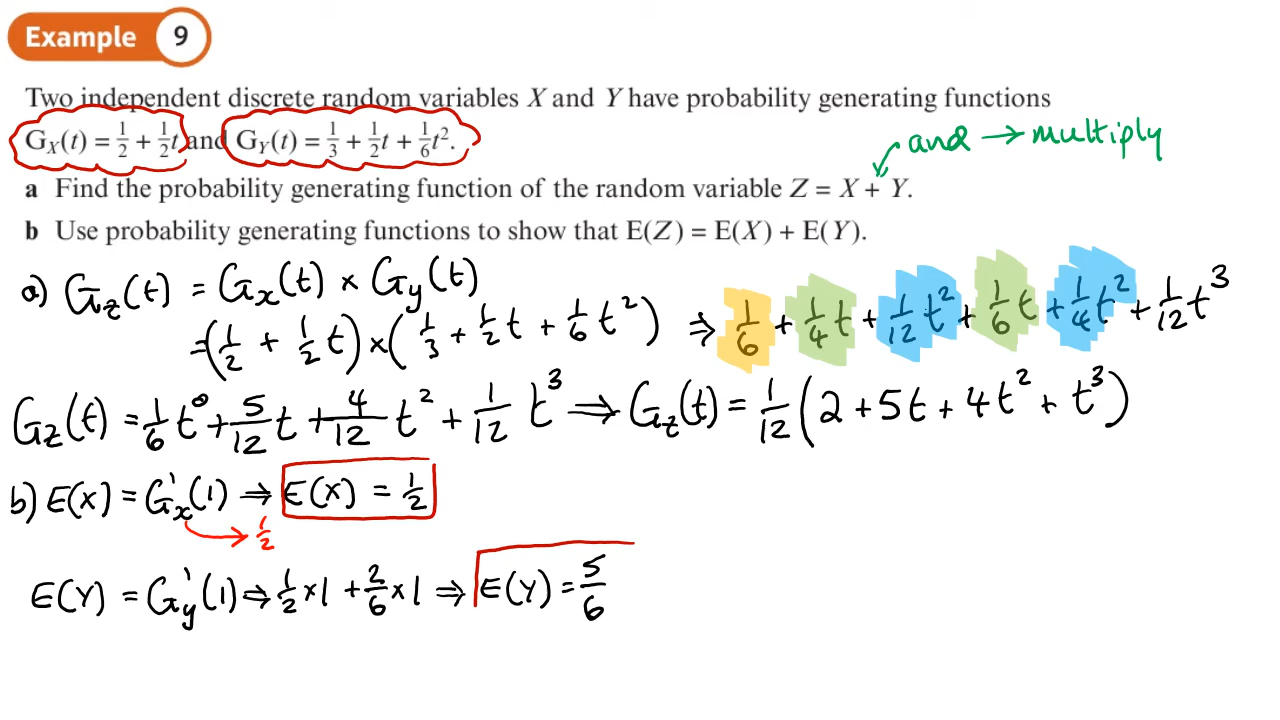 Example 9
Two independent discrete random variables X and Y have probability generating functions
G_X(t) = 1/2 + 1/2 t and G_Y(t) = 1/3 + 1/2 t + 1/6 t².
and → multiply
a Find the probability generating function of the random variable Z = X + Y.
b Use probability generating functions to show that E(Z) = E(X) + E(Y).
a) G_z(t) = G_x(t) × G_y(t)
=(1/2 + 1/2 t) × (1/3 + 1/2 t + 1/6 t²) ⇒ 1/6 + 1/4 t + 1/12 t² + 1/6 t + 1/4 t² + 1/12 t³
G_z(t) = 1/6 t⁰ + 5/12 t + 4/12 t² + 1/12 t³ ⇒ G_z(t) = 1/12 (2 + 5t + 4t² + t³)
b) E(X) = G'_x(1) ⇒ E(X) = 1/2
→ 1/2
E(Y) = G'_y(1) ⇒ 1/2 × 1 + 2/6 × 1 ⇒ E(Y) = 5/6